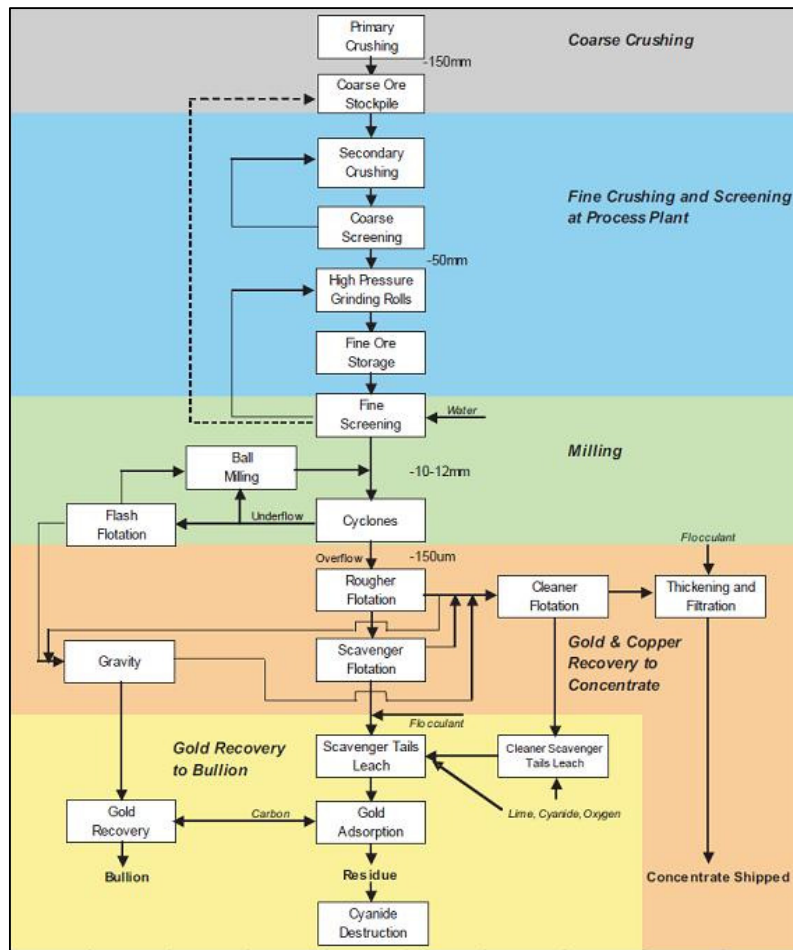 Primary
Crushing
Coarse Crushing
-150mm
Coarse Ore
Stockpile
Secondary
Crushing
Fine Crushing and Screening
at Process Plant
Coarse
Screening
-50mm
High Pressure
Grinding Rolls
Fine Ore
Storage
Fine
Screening
Water
Milling
Ball
Milling
-10-12mm
Flash
Flotation
Underflow
Cyclones
Flocculant
Overflow
-150um
Rougher
Flotation
Cleaner
Flotation
Thickening and
Filtration
Gravity
Scavenger
Flotation
Gold & Copper
Recovery to
Concentrate
Flocculant
Gold Recovery
to Bullion
Scavenger Tails
Leach
Cleaner Scavenger
Tails Leach
Gold
Recovery
Carbon
Gold
Adsorption
Lime, Cyanide, Oxygen
Bullion
Residue
Concentrate Shipped
Cyanide
Destruction